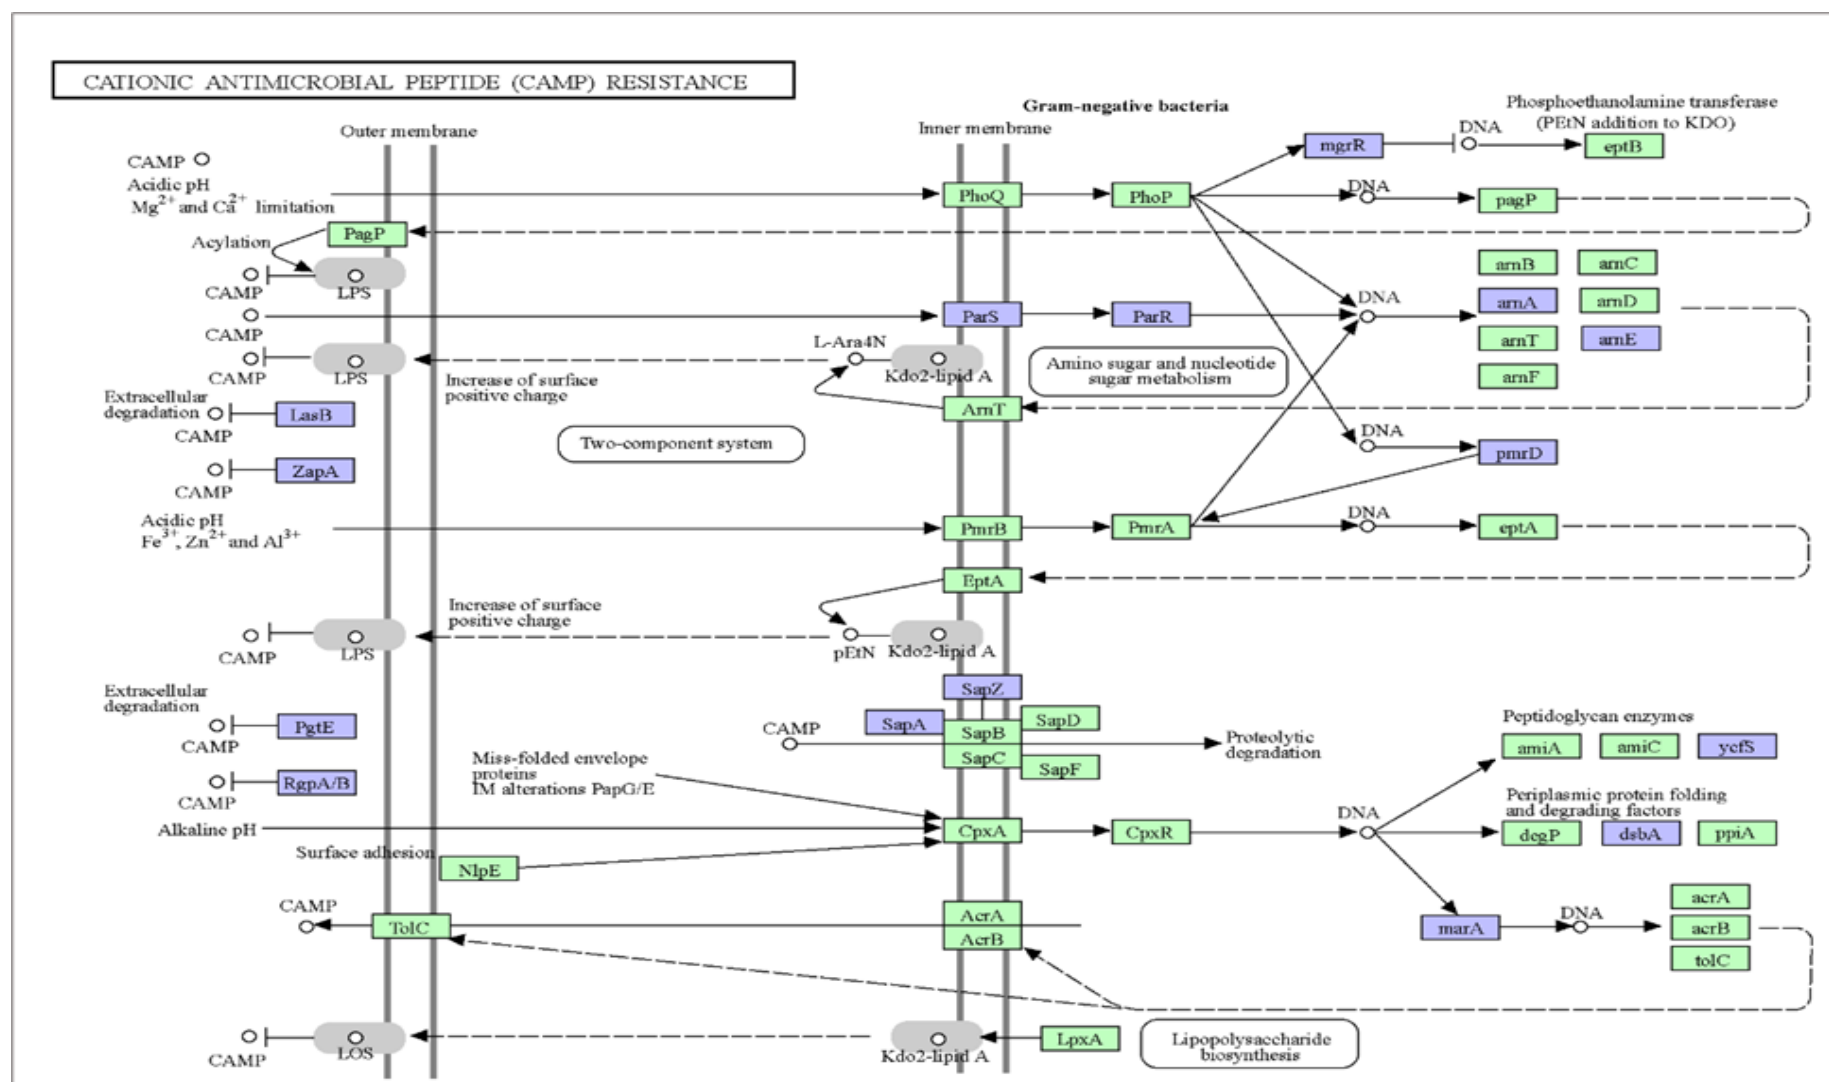 CATIONIC ANTIMICROBIAL PEPTIDE (CAMP) RESISTANCE
Gram-negative bacteria
Phosphoethanolamine transferase
(PEtN addition to KDO)
Outer membrane
Inner membrane
CAMP
mgrR
DNA
eptB
Acidic pH
Mg2+ and Ca2+ limitation
PhoQ
PhoP
DNA
pagP
PagP
Acylation
CAMP
LPS
arnB
arnC
CAMP
ParS
ParR
DNA
arnA
arnD
L-Ara4N
arnT
arnE
CAMP
LPS
Increase of surface
positive charge
Kdo2-lipid A
Amino sugar and nucleotide
sugar metabolism
arnF
Extracellular
degradation
LasB
CAMP
ArnT
Two-component system
DNA
pmrD
ZapA
CAMP
Acidic pH
Fe3+, Zn2+ and Al3+
PmrB
PmrA
DNA
eptA
EptA
Increase of surface
positive charge
CAMP
LPS
pEtN
Kdo2-lipid A
Extracellular
degradation
PgtE
CAMP
SapZ
CAMP
SapA
SapB
SapD
SapC
SapF
Proteolytic
degradation
Peptidoglycan enzymes
amiA
amiC
ycfS
RgpA/B
CAMP
Miss-folded envelope
proteins
IM alterations PapG/E
Periplasmic protein folding
and degrading factors
Alkaline pH
CpxA
CpxR
DNA
degP
dsbA
ppiA
Surface adhesion
NlpE
CAMP
TolC
AcrA
AcrB
marA
DNA
acrA
acrB
tolC
CAMP
LOS
Kdo2-lipid A
LpxA
Lipopolysaccharide
biosynthesis